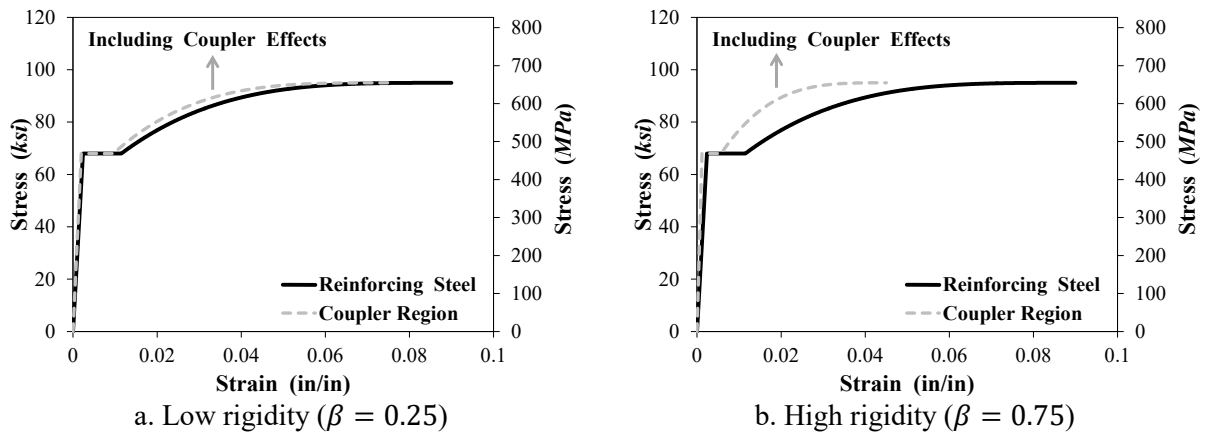 120
100
80
60
40
20
0
Stress (ksi)
Including Coupler Effects
800
700
600
500
400
300
200
100
0
Stress (MPa)
Reinforcing Steel
Coupler Region
0 0.02 0.04 0.06 0.08 0.1
Strain (in/in)
a. Low rigidity (β = 0.25)
120
100
80
60
40
20
0
Stress (ksi)
Including Coupler Effects
800
700
600
500
400
300
200
100
0
Stress (MPa)
Reinforcing Steel
Coupler Region
0 0.02 0.04 0.06 0.08 0.1
Strain (in/in)
b. High rigidity (β = 0.75)